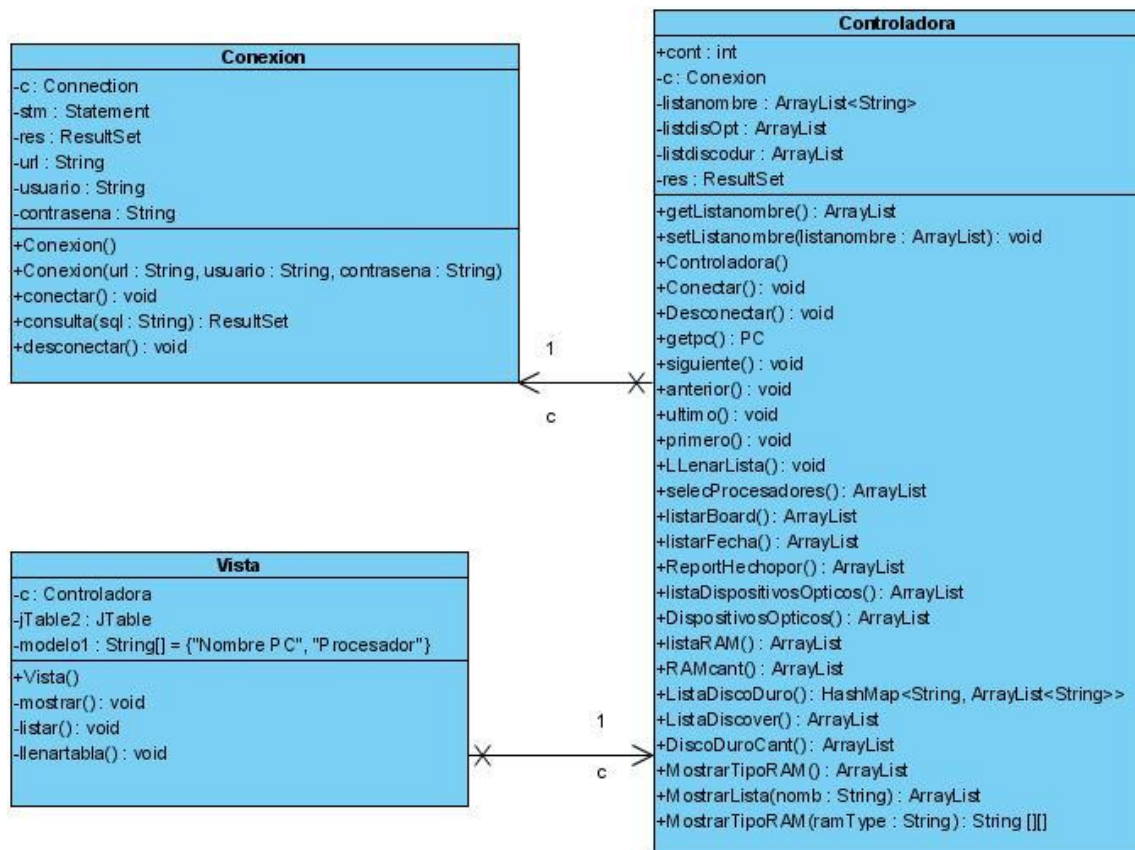 Conexion
-c : Connection
-stm : Statement
-res : ResultSet
-url : String
-usuario : String
-contrasena : String
+Conexion()
+Conexion(url : String, usuario : String, contrasena : String)
+conectar() : void
+consulta(sql : String) : ResultSet
+desconectar() : void
1
c
Controladora
+cont : int
-c : Conexion
-listanombre : ArrayList<String>
-listdisOpt : ArrayList
-listdiscodur : ArrayList
-res : ResultSet
+getListanombre() : ArrayList
+setListanombre(listanombre : ArrayList) : void
+Controladora()
+Conectar() : void
+Desconectar() : void
+getpc() : PC
+siguiente() : void
+anterior() : void
+ultimo() : void
+primero() : void
+LLenarLista() : void
+selecProcesadores() : ArrayList
+listarBoard() : ArrayList
+listarFecha() : ArrayList
+ReportHechopor() : ArrayList
+listaDispositivosOpticos() : ArrayList
+DispositivosOpticos() : ArrayList
+listaRAM() : ArrayList
+RAMcant() : ArrayList
+ListaDiscoDuro() : HashMap<String, ArrayList<String>>
+ListaDiscover() : ArrayList
+DiscoDuroCant() : ArrayList
+MostrarTipoRAM() : ArrayList
+MostrarLista(nomb : String) : ArrayList
+MostrarTipoRAM(ramType : String) : String [][]
Vista
-c : Controladora
-jTable2 : JTable
-modelo1 : String[] = {"Nombre PC", "Procesador"}
+Vista()
-mostrar() : void
-listar() : void
-llenartabla() : void
1
c